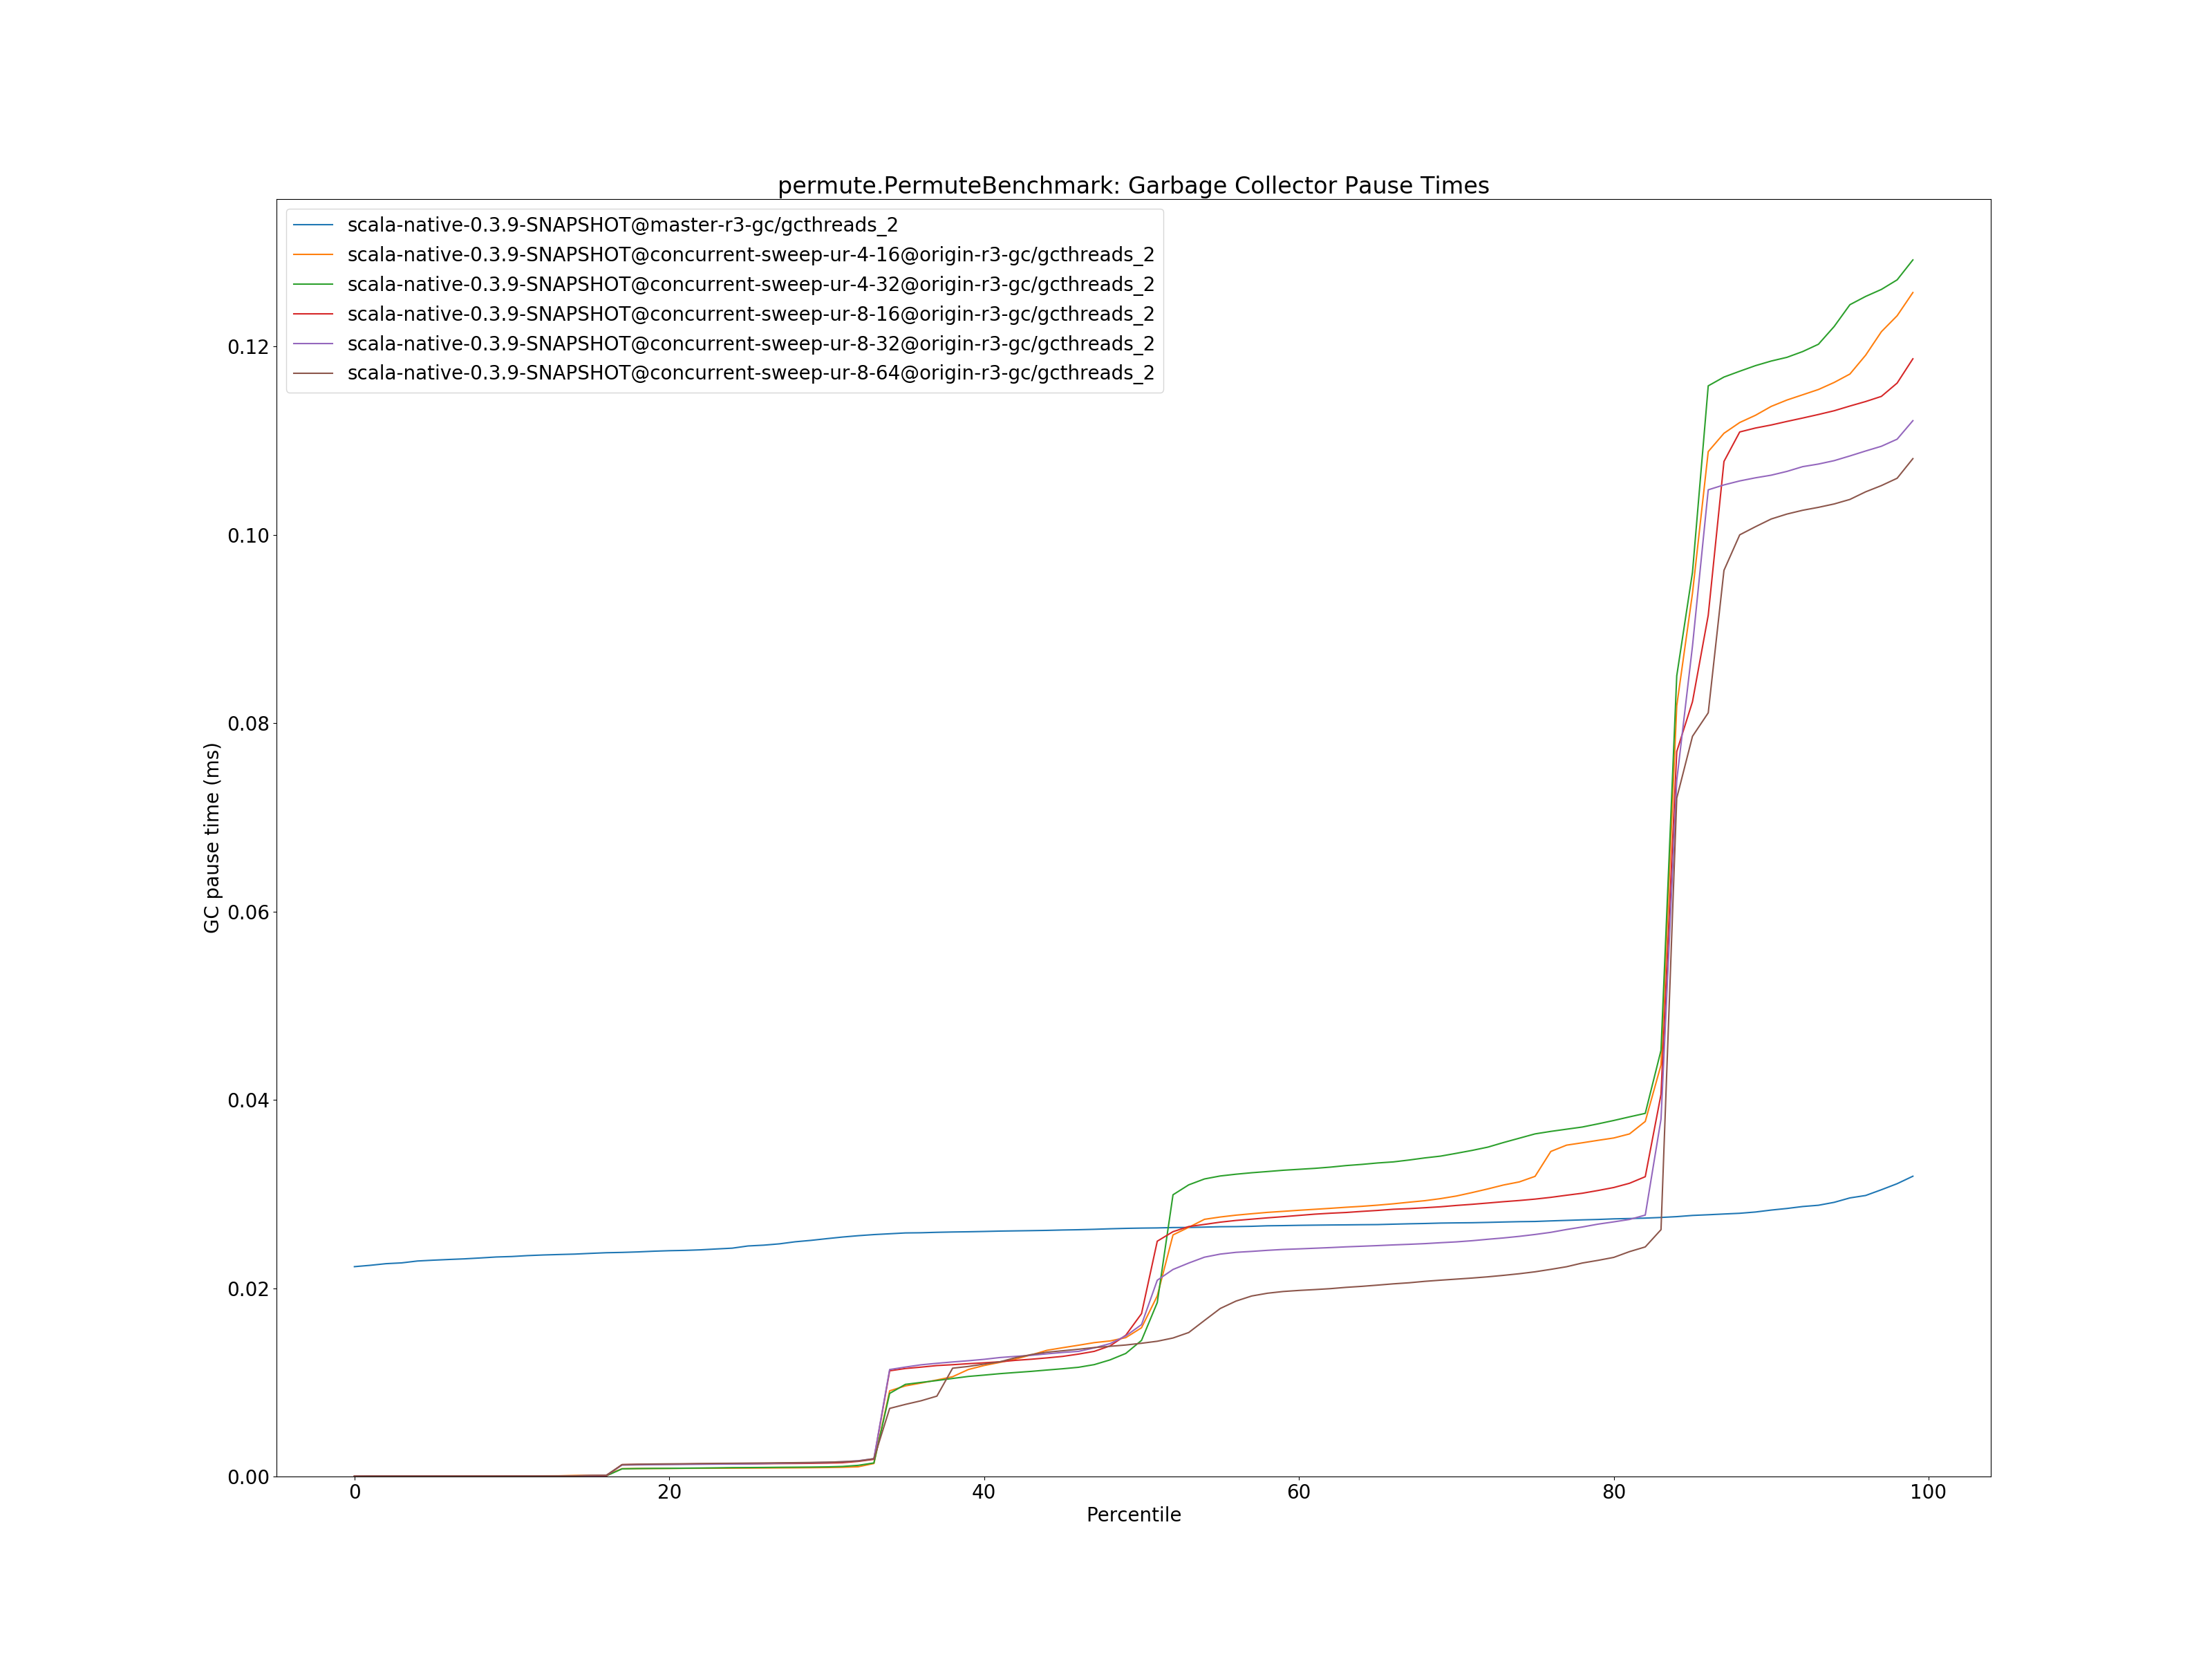 permute.PermuteBenchmark: Garbage Collector Pause Times
scala-native-0.3.9-SNAPSHOT@master-r3-gc/gcthreads_2
scala-native-0.3.9-SNAPSHOT@concurrent-sweep-ur-4-16@origin-r3-gc/gcthreads_2
scala-native-0.3.9-SNAPSHOT@concurrent-sweep-ur-4-32@origin-r3-gc/gcthreads_2
scala-native-0.3.9-SNAPSHOT@concurrent-sweep-ur-8-16@origin-r3-gc/gcthreads_2
scala-native-0.3.9-SNAPSHOT@concurrent-sweep-ur-8-32@origin-r3-gc/gcthreads_2
scala-native-0.3.9-SNAPSHOT@concurrent-sweep-ur-8-64@origin-r3-gc/gcthreads_2
GC pause time (ms)
0.12
0.10
0.08
0.06
0.04
0.02
0.00
0 20 40 60 80 100
Percentile